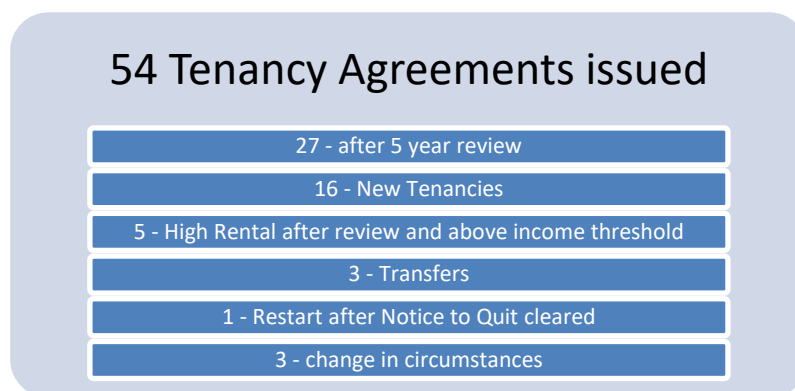 54 Tenancy Agreements issued
27 - after 5 year review
16 - New Tenancies
5 - High Rental after review and above income threshold
3 - Transfers
1 - Restart after Notice to Quit cleared
3 - change in circumstances